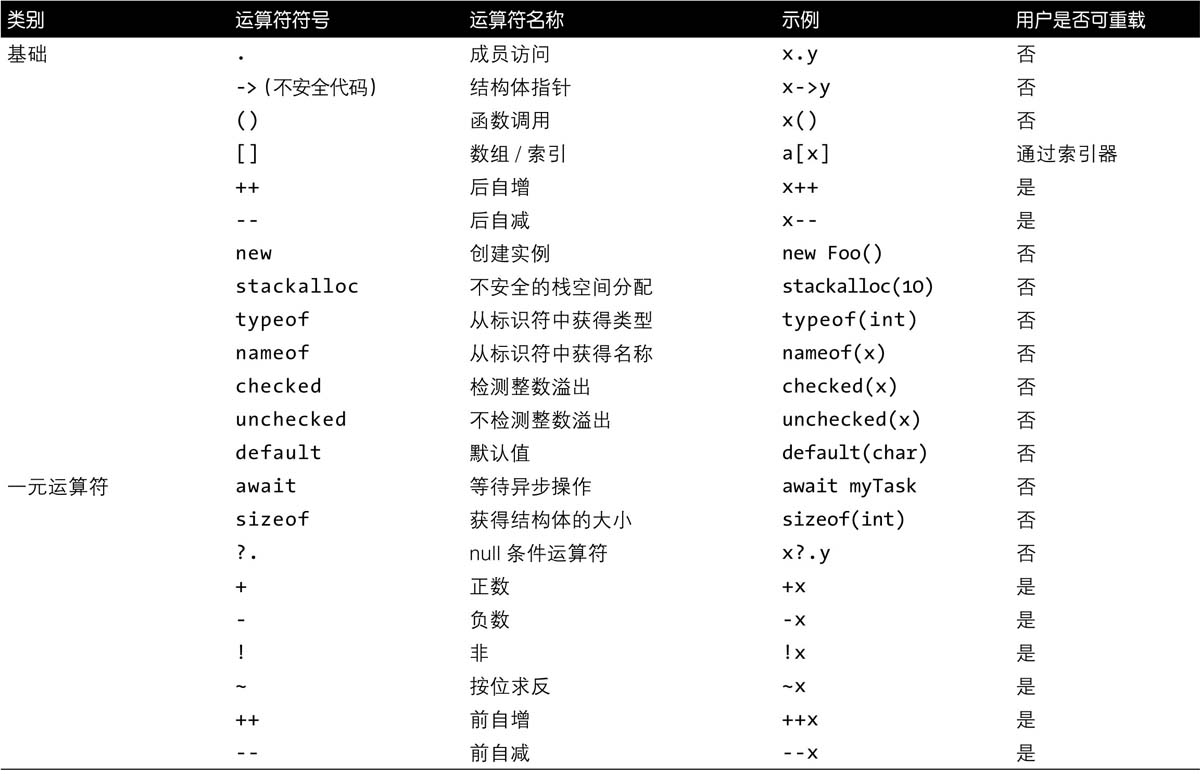 类别 运算符符号 运算符名称 示例 用户是否可重载
基础 . 成员访问 x.y 否
->（不安全代码） 结构体指针 x->y 否
() 函数调用 x() 否
[] 数组 / 索引 a[x] 通过索引器
++ 后自增 x++ 是
-- 后自减 x-- 是
new 创建实例 new Foo() 否
stackalloc 不安全的栈空间分配 stackalloc(10) 否
typeof 从标识符中获得类型 typeof(int) 否
nameof 从标识符中获得名称 nameof(x) 否
checked 检测整数溢出 checked(x) 否
unchecked 不检测整数溢出 unchecked(x) 否
default 默认值 default(char) 否
一元运算符 await 等待异步操作 await myTask 否
sizeof 获得结构体的大小 sizeof(int) 否
?. null 条件运算符 x?.y 否
+ 正数 +x 是
- 负数 -x 是
! 非 !x 是
~ 按位求反 ~x 是
++ 前自增 ++x 是
-- 前自减 --x 是